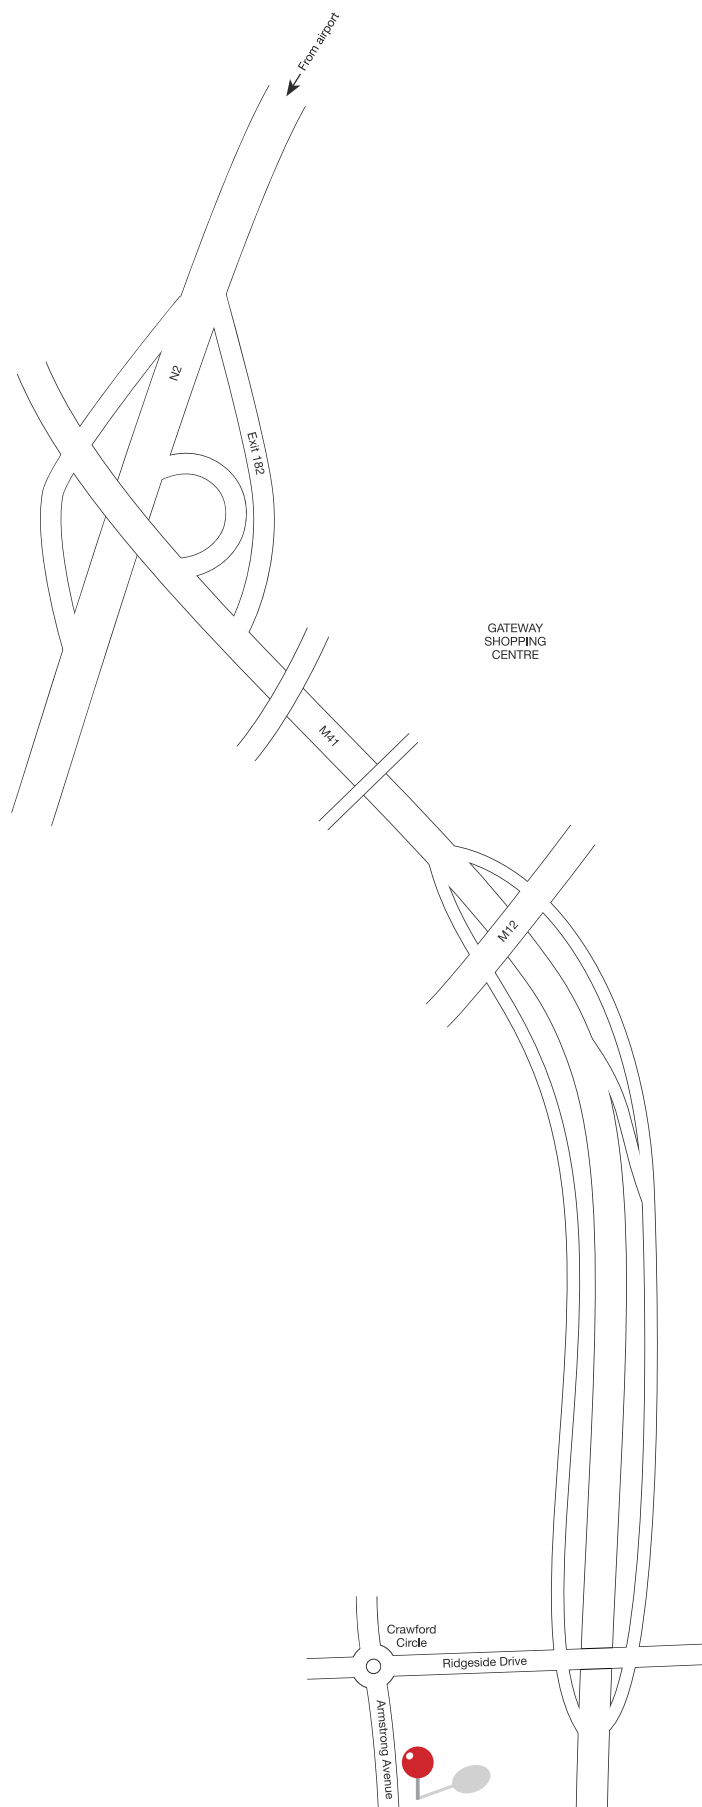 From airport
N2
Exit 182
GATEWAY
SHOPPING
CENTRE
M41
M12
Crawford
Circle
Ridgeside Drive
Armstrong Avenue